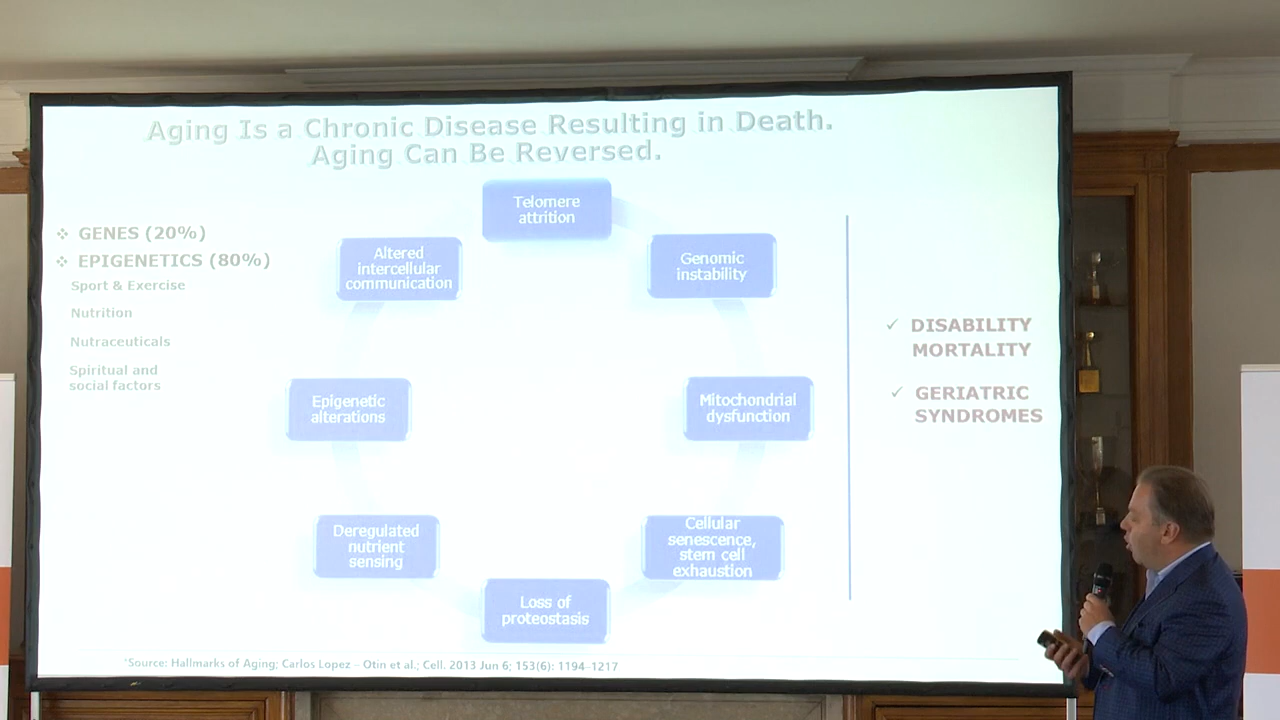 Aging Is a Chronic Disease Resulting in Death.
Aging Can Be Reversed.
❖ GENES (20%)
❖ EPIGENETICS (80%)
Sport & Exercise
Nutrition
Nutraceuticals
Spiritual and
social factors
Telomere
attrition
Genomic
instability
Mitochondrial
dysfunction
Cellular
senescence,
stem cell
exhaustion
Loss of
proteostasis
Deregulated
nutrient
sensing
Epigenetic
alterations
Altered
intercellular
communication
✓ DISABILITY
MORTALITY
✓ GERIATRIC
SYNDROMES
*Source: Hallmarks of Aging; Carlos Lopez – Otin et al.; Cell. 2013 Jun 6; 153(6): 1194–1217